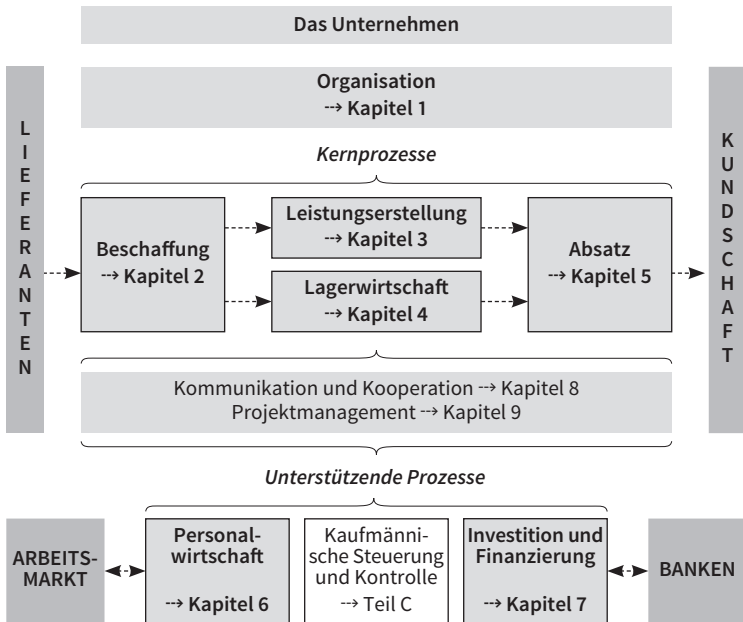 Das Unternehmen
Organisation
⇢ Kapitel 1
LIEFERANTEN
KUNDSCHAFT
Kernprozesse
Beschaffung
⇢ Kapitel 2
Leistungserstellung
⇢ Kapitel 3
Lagerwirtschaft
⇢ Kapitel 4
Absatz
⇢ Kapitel 5
Kommunikation und Kooperation ⇢ Kapitel 8
Projektmanagement ⇢ Kapitel 9
Unterstützende Prozesse
ARBEITS-
MARKT
Personal-
wirtschaft
⇢ Kapitel 6
Kaufmänni-
sche Steuerung
und Kontrolle
⇢ Teil C
Investition und
Finanzierung
⇢ Kapitel 7
BANKEN